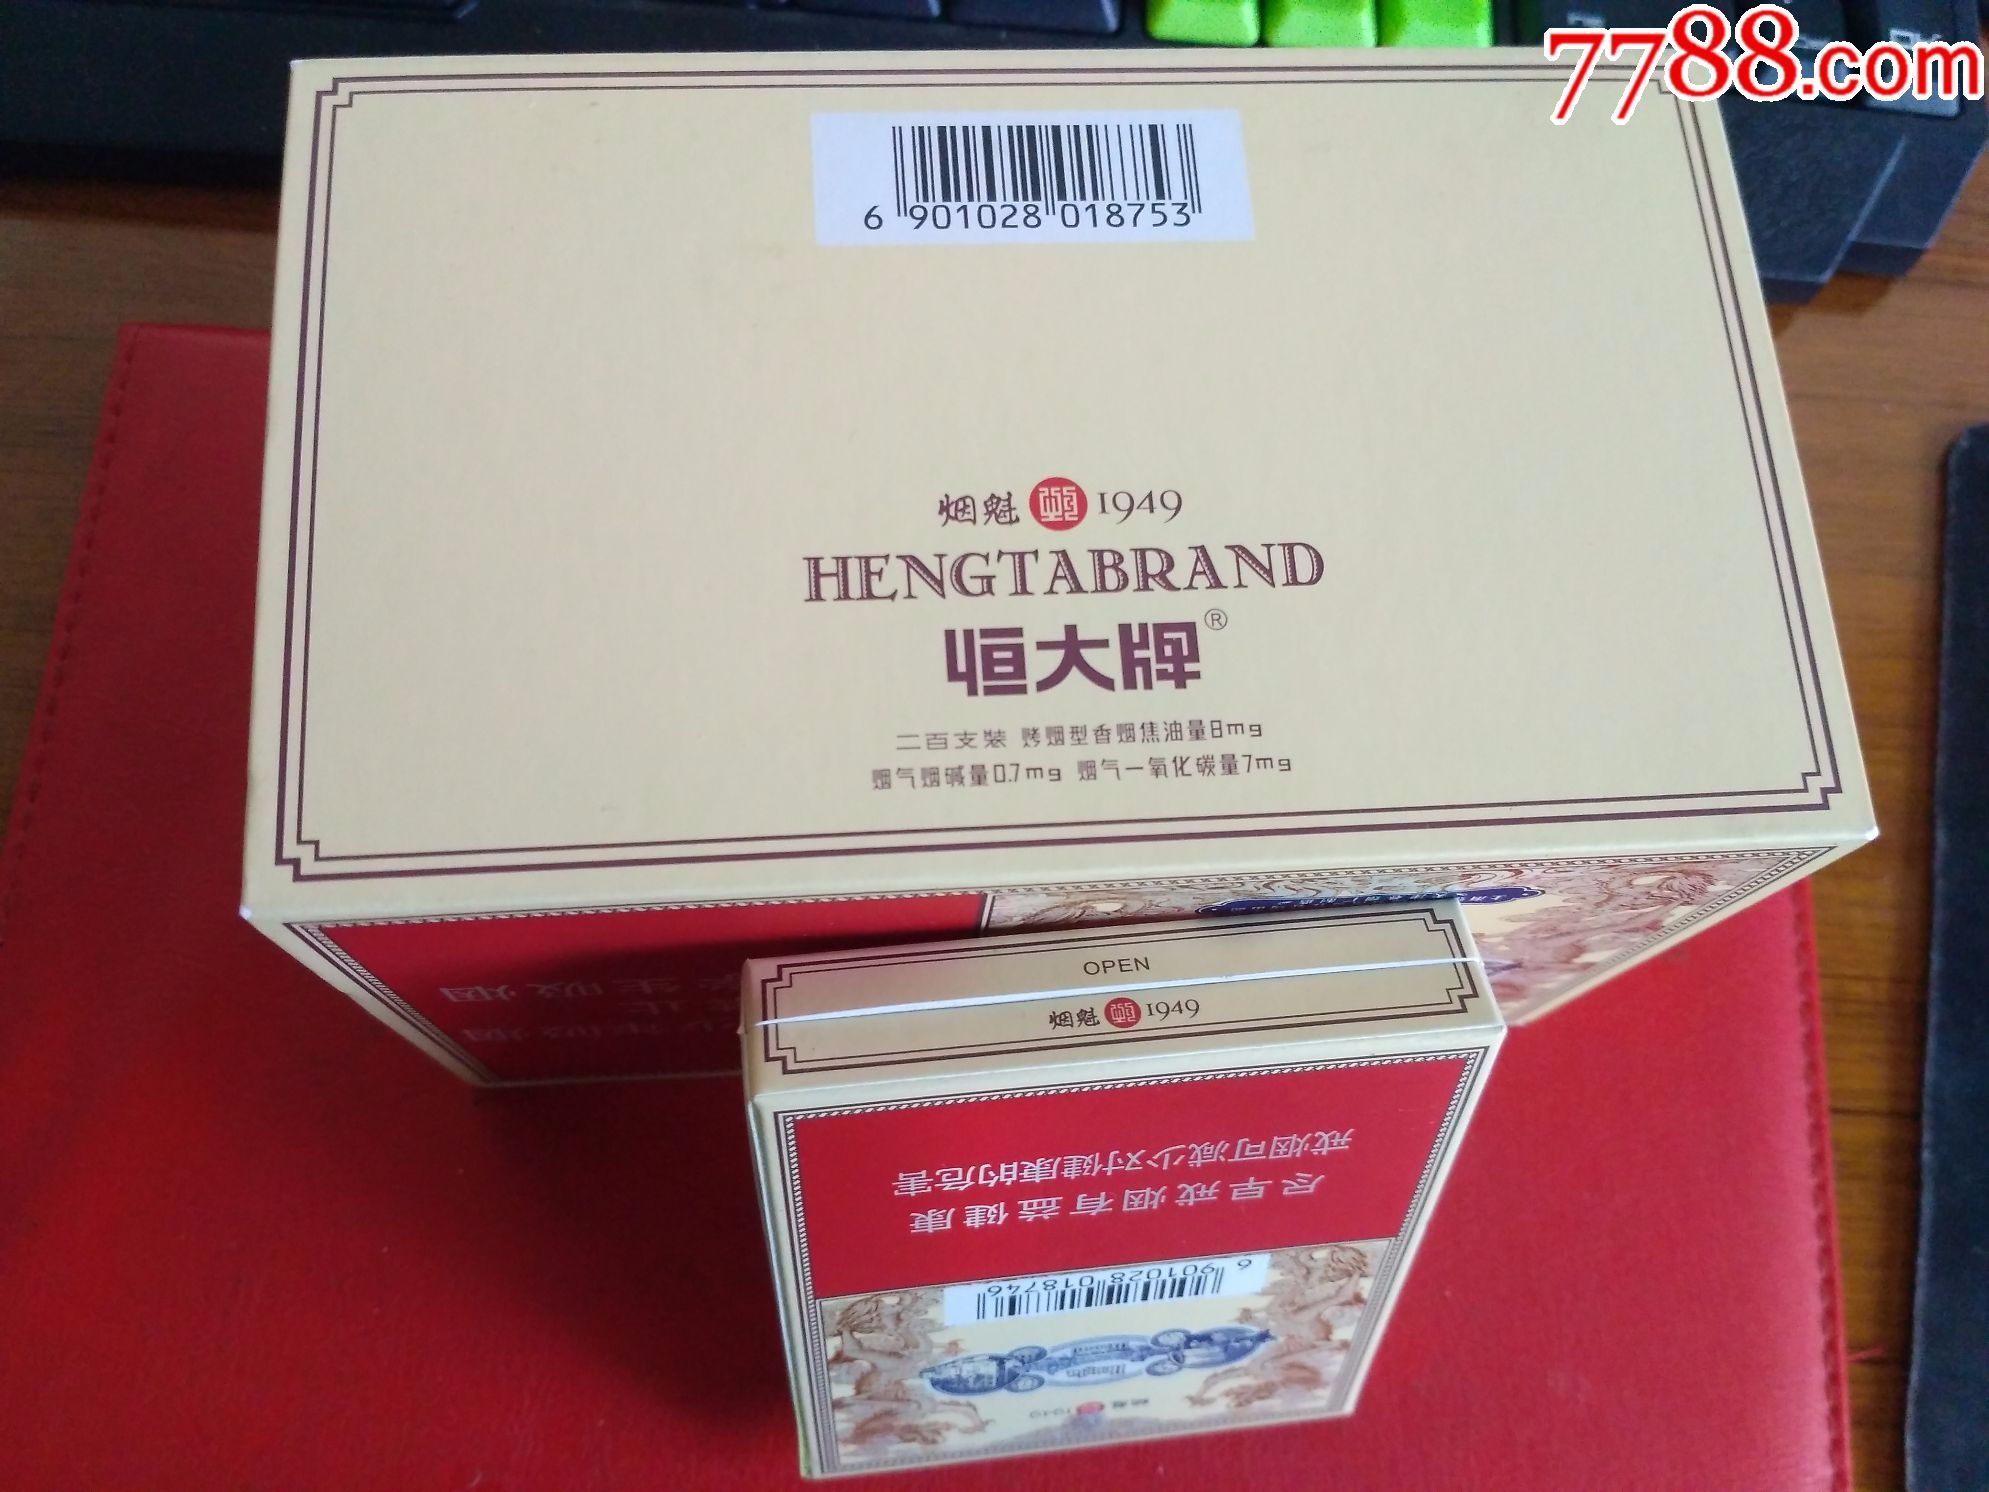 7788.com
6 901028 018753
烟魁 1949
HENGTABRAND
恒大牌®
二百支装 烤烟型香烟焦油量8mg
烟气烟碱量0.7mg 烟气一氧化碳量7mg
OPEN
烟魁 1949
尽早戒烟有益健康
戒烟可减少对健康的危害
6 901028 018746
烟魁 1949